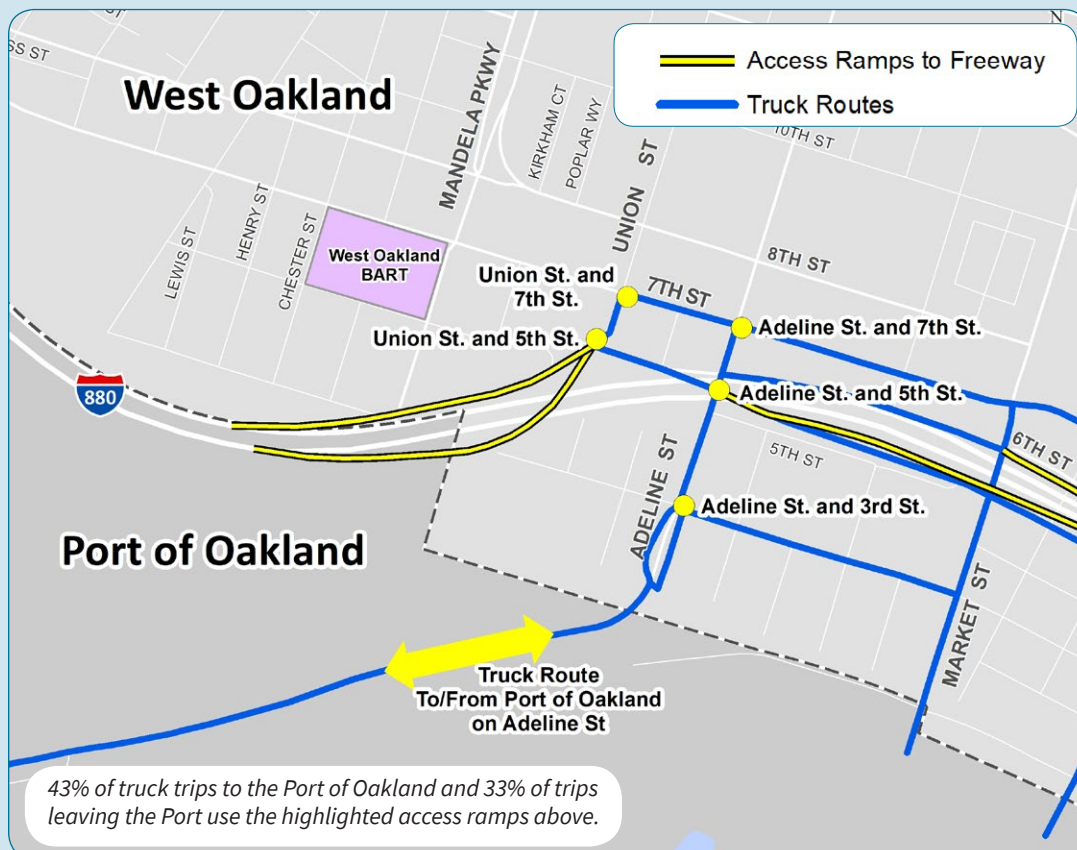 N
ST
SS ST
West Oakland
MANDELA PKWY
KIRKHAM CT
POPLAR WY
UNION ST
Access Ramps to Freeway
Truck Routes
10TH ST
LEWIS ST
HENRY ST
CHESTER ST
West Oakland
BART
Union St. and
7th St.
7TH ST
8TH ST
Union St. and 5th St.
Adeline St. and 7th St.
880
Adeline St. and 5th St.
6TH ST
5TH ST
ADELINE ST
Adeline St. and 3rd St.
Port of Oakland
MARKET ST
Truck Route
To/From Port of Oakland
on Adeline St
43% of truck trips to the Port of Oakland and 33% of trips
leaving the Port use the highlighted access ramps above.